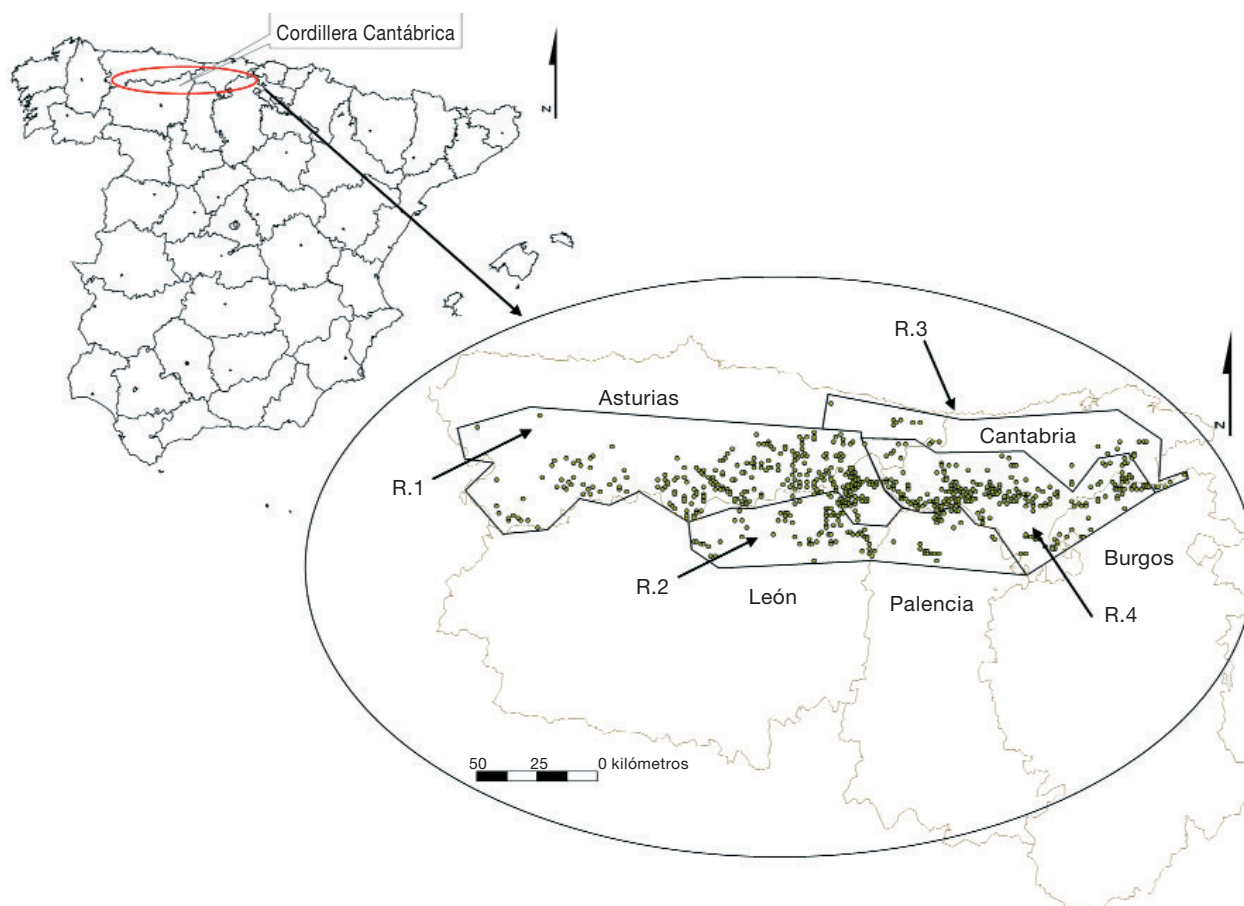 Cordillera Cantábrica
N
R.3
N
Asturias
Cantabria
R.1
R.2
Burgos
León
Palencia
R.4
50 25 0 kilómetros